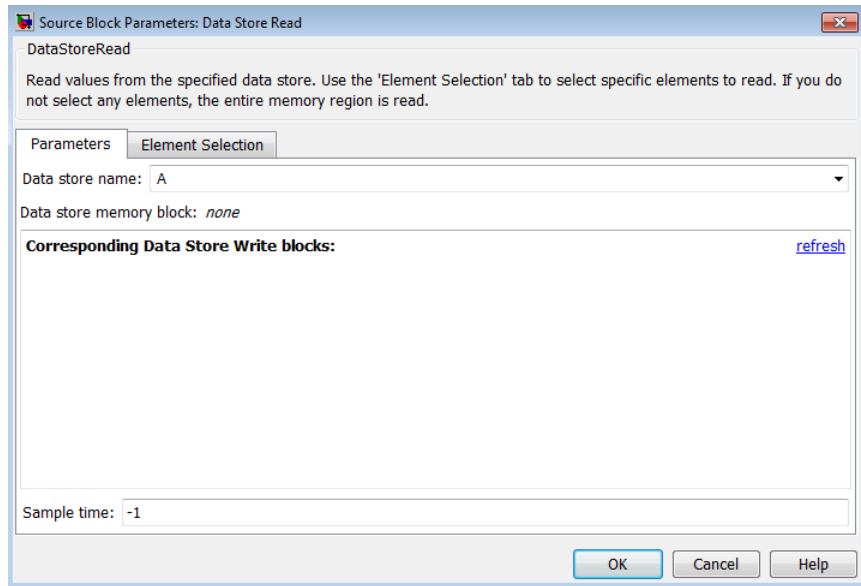 Source Block Parameters: Data Store Read
DataStoreRead
Read values from the specified data store. Use the 'Element Selection' tab to select specific elements to read. If you do
not select any elements, the entire memory region is read.
Parameters Element Selection
Data store name: A
Data store memory block: none
Corresponding Data Store Write blocks: refresh
Sample time: -1
OK Cancel Help